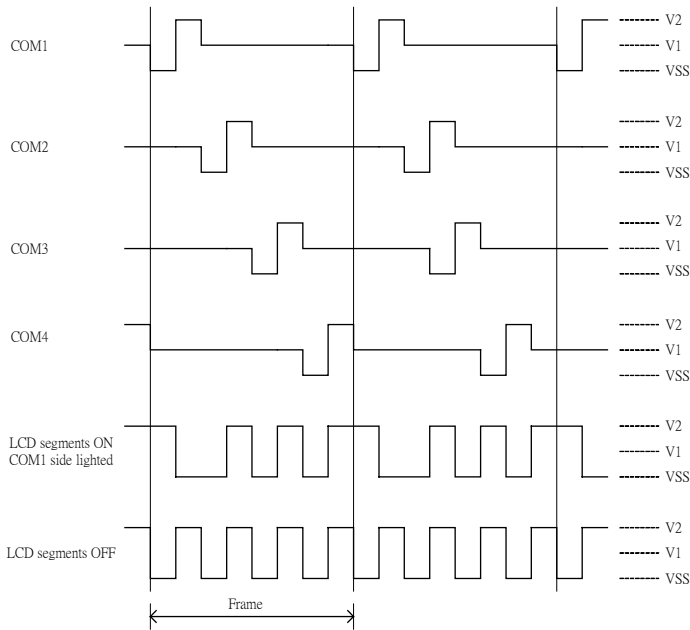 COM1
V2
V1
VSS
COM2
V2
V1
VSS
COM3
V2
V1
VSS
COM4
V2
V1
VSS
LCD segments ON
COM1 side lighted
V2
V1
VSS
LCD segments OFF
V2
V1
VSS
Frame